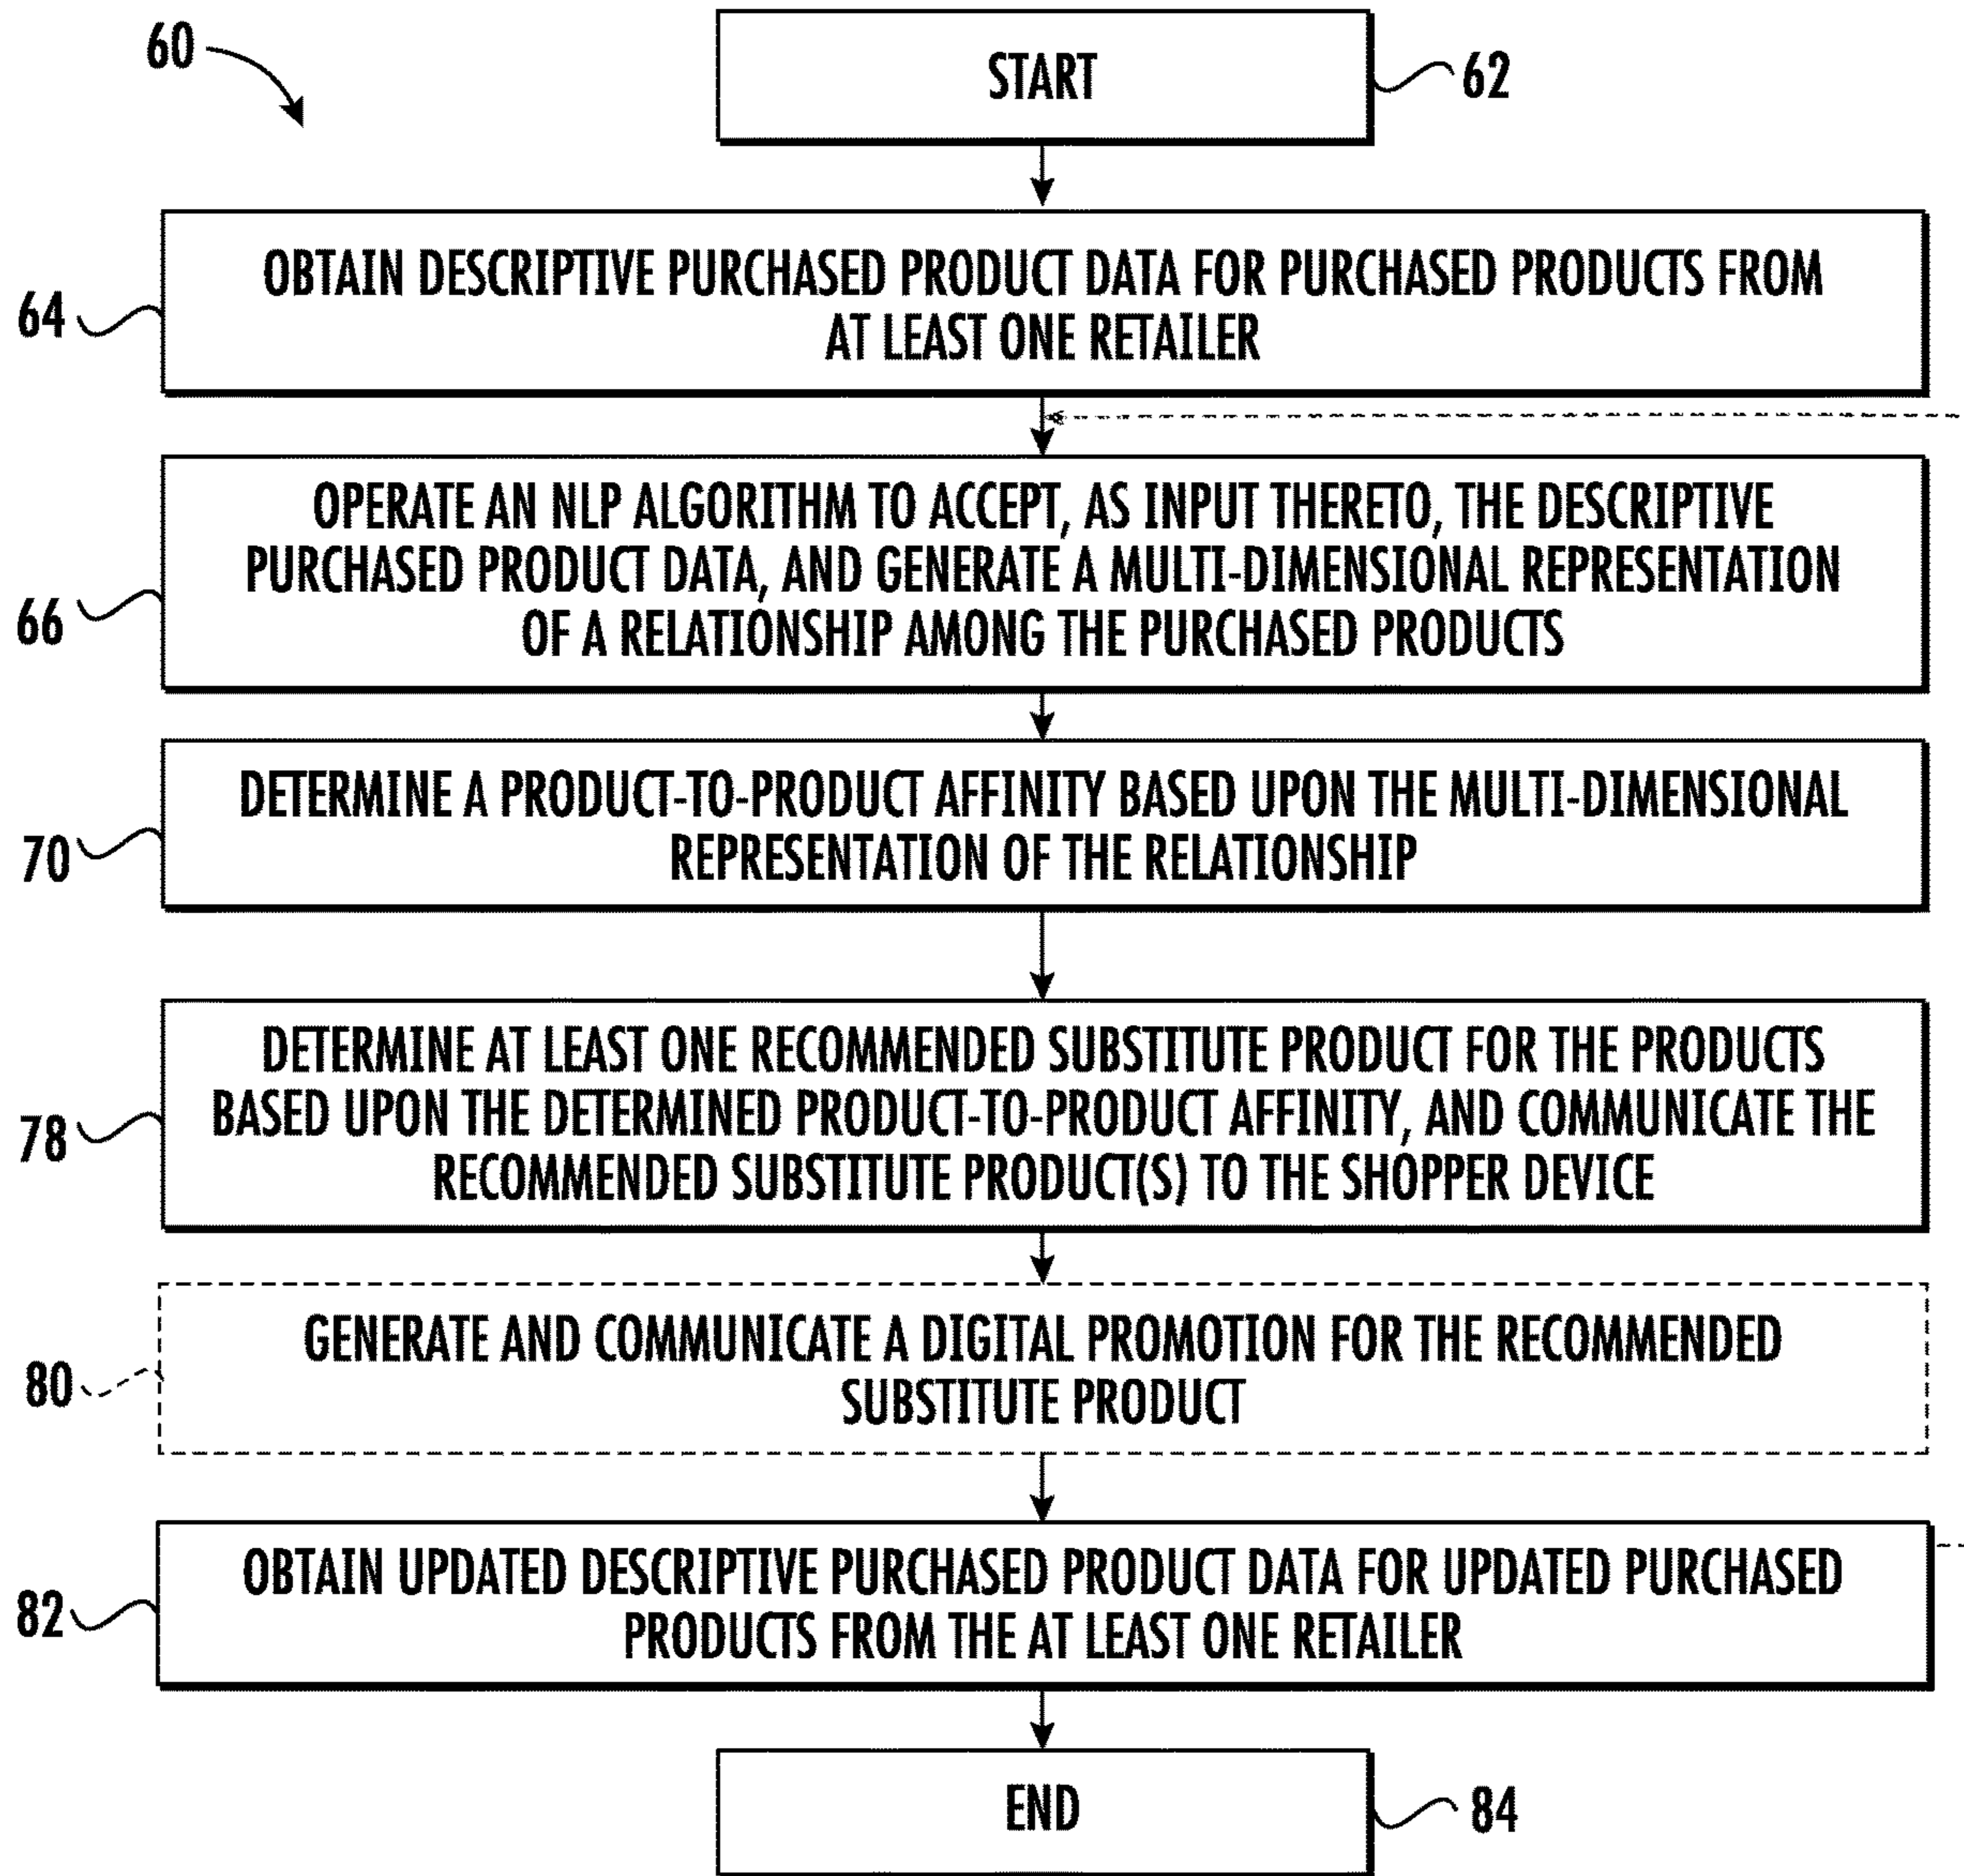 60
START
62
OBTAIN DESCRIPTIVE PURCHASED PRODUCT DATA FOR PURCHASED PRODUCTS FROM
AT LEAST ONE RETAILER
64
OPERATE AN NLP ALGORITHM TO ACCEPT, AS INPUT THERETO, THE DESCRIPTIVE
PURCHASED PRODUCT DATA, AND GENERATE A MULTI-DIMENSIONAL REPRESENTATION
OF A RELATIONSHIP AMONG THE PURCHASED PRODUCTS
66
DETERMINE A PRODUCT-TO-PRODUCT AFFINITY BASED UPON THE MULTI-DIMENSIONAL
REPRESENTATION OF THE RELATIONSHIP
70
DETERMINE AT LEAST ONE RECOMMENDED SUBSTITUTE PRODUCT FOR THE PRODUCTS
BASED UPON THE DETERMINED PRODUCT-TO-PRODUCT AFFINITY, AND COMMUNICATE THE
RECOMMENDED SUBSTITUTE PRODUCT(S) TO THE SHOPPER DEVICE
78
GENERATE AND COMMUNICATE A DIGITAL PROMOTION FOR THE RECOMMENDED
SUBSTITUTE PRODUCT
80
OBTAIN UPDATED DESCRIPTIVE PURCHASED PRODUCT DATA FOR UPDATED PURCHASED
PRODUCTS FROM THE AT LEAST ONE RETAILER
82
END
84